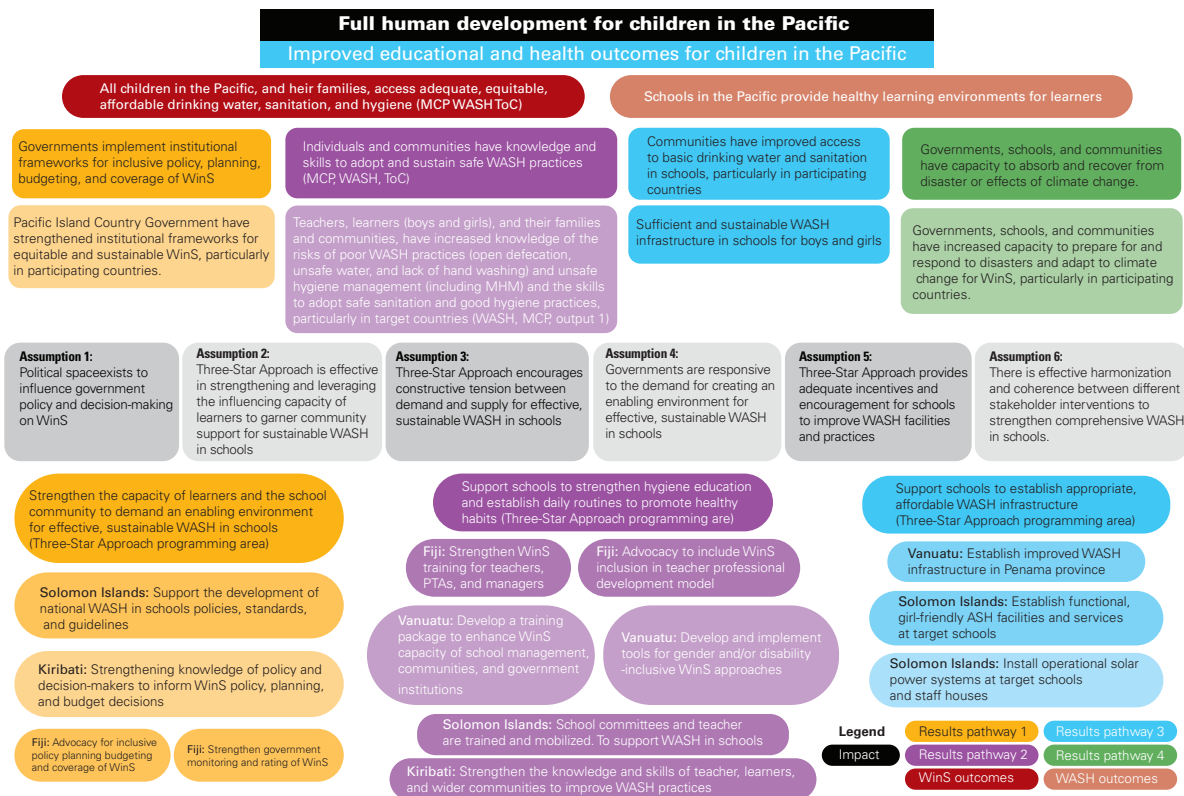 Full human development for children in the Pacific
Improved educational and health outcomes for children in the Pacific
All children in the Pacific, and heir families, access adequate, equitable,
affordable drinking water, sanitation, and hygiene (MCP WASH ToC)
Schools in the Pacific provide healthy learning environments for learners
Governments implement institutional
frameworks for inclusive policy, planning,
budgeting, and coverage of WinS
Individuals and communities have knowledge and
skills to adopt and sustain safe WASH practices
(MCP, WASH, ToC)
Communities have improved access
to basic drinking water and sanitation
in schools, particularly in participating
countries
Governments, schools, and communities
have capacity to absorb and recover from
disaster or effects of climate change.
Pacific Island Country Government have
strengthened institutional frameworks for
equitable and sustainable WinS, particularly
in participating countries.
Teachers, learners (boys and girls), and their families
and communities, have increased knowledge of the
risks of poor WASH practices (open defecation,
unsafe water, and lack of hand washing) and unsafe
hygiene management (including MHM) and the skills
to adopt safe sanitation and good hygiene practices,
particularly in target countries (WASH, MCP, output 1)
Sufficient and sustainable WASH
infrastructure in schools for boys and girls
Governments, schools, and communities
have increased capacity to prepare for and
respond to disasters and adapt to climate
change for WinS, particularly in participating
countries.
Assumption 1:
Political spaceexists to
influence government
policy and decision-making
on WinS
Assumption 2:
Three-Star Approach is effective
in strengthening and leveraging
the influencing capacity of
learners to garner community
support for sustainable WASH
in schools
Assumption 3:
Three-Star Approach encourages
constructive tension between
demand and supply for effective,
sustainable WASH in schools
Assumption 4:
Governments are responsive
to the demand for creating an
enabling environment for
effective, sustainable WASH
in schools
Assumption 5:
Three-Star Approach provides
adequate incentives and
encouragement for schools
to improve WASH facilities
and practices
Assumption 6:
There is effective harmonization
and coherence between different
stakeholder interventions to
strengthen comprehensive WASH
in schools.
Strengthen the capacity of learners and the school
community to demand an enabling environment
for effective, sustainable WASH in schools
(Three-Star Approach programming area)
Solomon Islands: Support the development of
national WASH in schools policies, standards,
and guidelines
Kiribati: Strengthening knowledge of policy and
decision-makers to inform WinS policy, planning,
and budget decisions
Fiji: Advocacy for inclusive
policy planning budgeting
and coverage of WinS
Fiji: Strengthen government
monitoring and rating of WinS
Support schools to strengthen hygiene education
and establish daily routines to promote healthy
habits (Three-Star Approach programming are)
Fiji: Strengthen WinS
training for teachers,
PTAs, and managers
Fiji: Advocacy to include WinS
inclusion in teacher professional
development model
Vanuatu: Develop a training
package to enhance WinS
capacity of school management,
communities, and government
institutions
Vanuatu: Develop and implement
tools for gender and/or disability
-inclusive WinS approaches
Solomon Islands: School committees and teacher
are trained and mobilized. To support WASH in schools
Kiribati: Strengthen the knowledge and skills of teacher, learners,
and wider communities to improve WASH practices
Support schools to establish appropriate,
affordable WASH infrastructure
(Three-Star Approach programming area)
Vanuatu: Establish improved WASH
infrastructure in Penama province
Solomon Islands: Establish functional,
girl-friendly ASH facilities and services
at target schools
Solomon Islands: Install operational solar
power systems at target schools
and staff houses
Legend
Results pathway 1
Results pathway 3
Impact
Results pathway 2
Results pathway 4
WinS outcomes
WASH outcomes